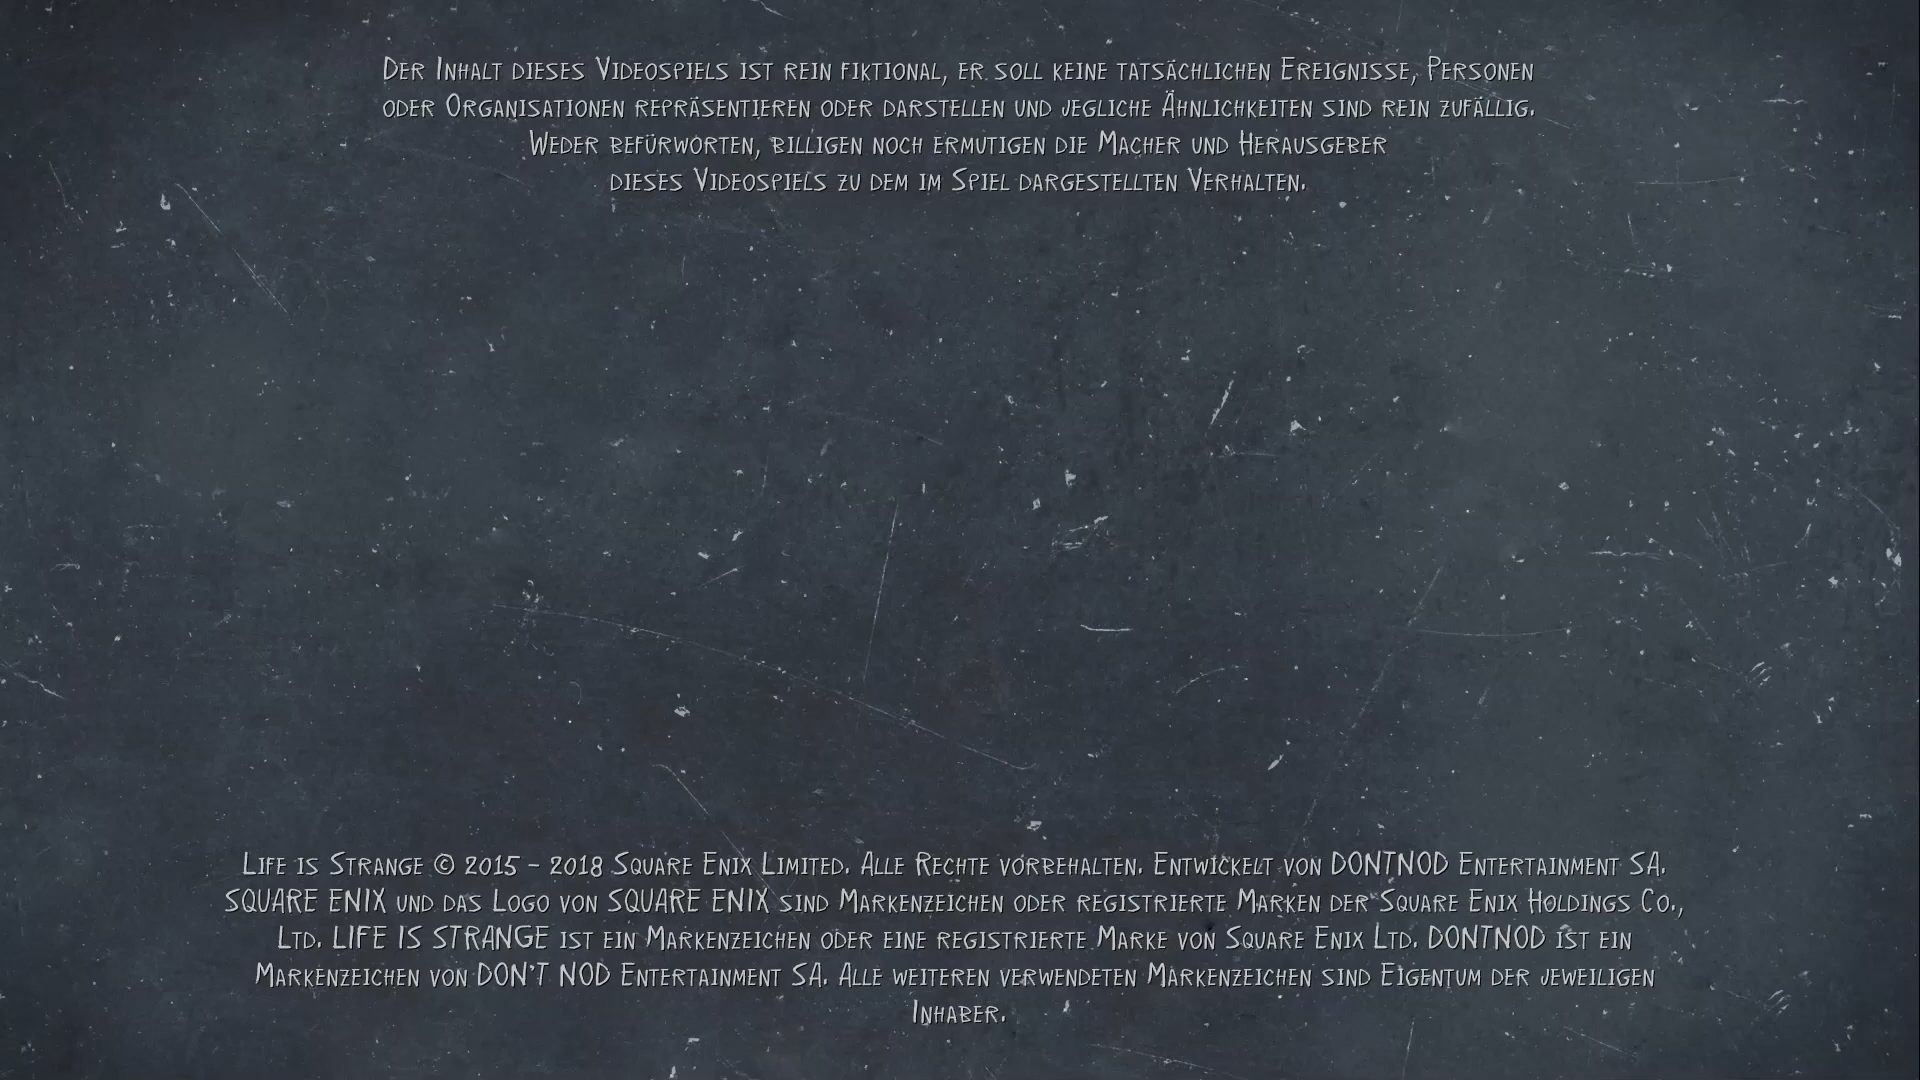 Der Inhalt dieses Videospiels ist rein fiktional, er soll keine tatsächlichen Ereignisse, Personen
oder Organisationen repräsentieren oder darstellen und jegliche Ähnlichkeiten sind rein zufällig.
Weder befürworten, billigen noch ermutigen die Macher und Herausgeber
dieses Videospiels zu dem im Spiel dargestellten Verhalten.
Life is Strange © 2015 - 2018 Square Enix Limited. Alle Rechte vorbehalten. Entwickelt von DONTNOD Entertainment SA.
SQUARE ENIX und das Logo von SQUARE ENIX sind Markenzeichen oder registrierte Marken der Square Enix Holdings Co.,
Ltd. LIFE IS STRANGE ist ein Markenzeichen oder eine registrierte Marke von Square Enix Ltd. DONTNOD ist ein
Markenzeichen von DON'T NOD Entertainment SA. Alle weiteren verwendeten Markenzeichen sind Eigentum der jeweiligen
Inhaber.